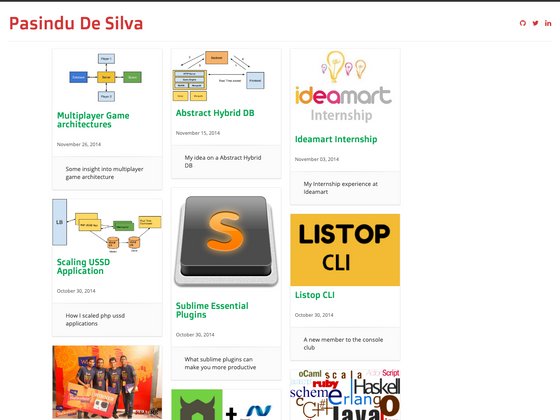 Pasindu De Silva
Player 1
Database
Server
Queue
Player 2
Multiplayer Game
architectures
November 26, 2014
Some insight into multiplayer
game architecture
Backend
Frontend
Abstract Hybrid DB
November 15, 2014
My idea on a Abstract Hybrid
DB
ideamart
Internship
Ideamart Internship
November 03, 2014
My Internship experience at
Ideamart
LB
Scaling USSD
Application
October 30, 2014
How I scaled php ussd
applications
S
Sublime Essential
Plugins
October 30, 2014
What sublime plugins can
make you more productive
LISTOP
CLI
Listop CLI
October 30, 2014
A new member to the console
club
+
oCaml scala
ruby
Script
scheme
Haskell
Erlang
Java